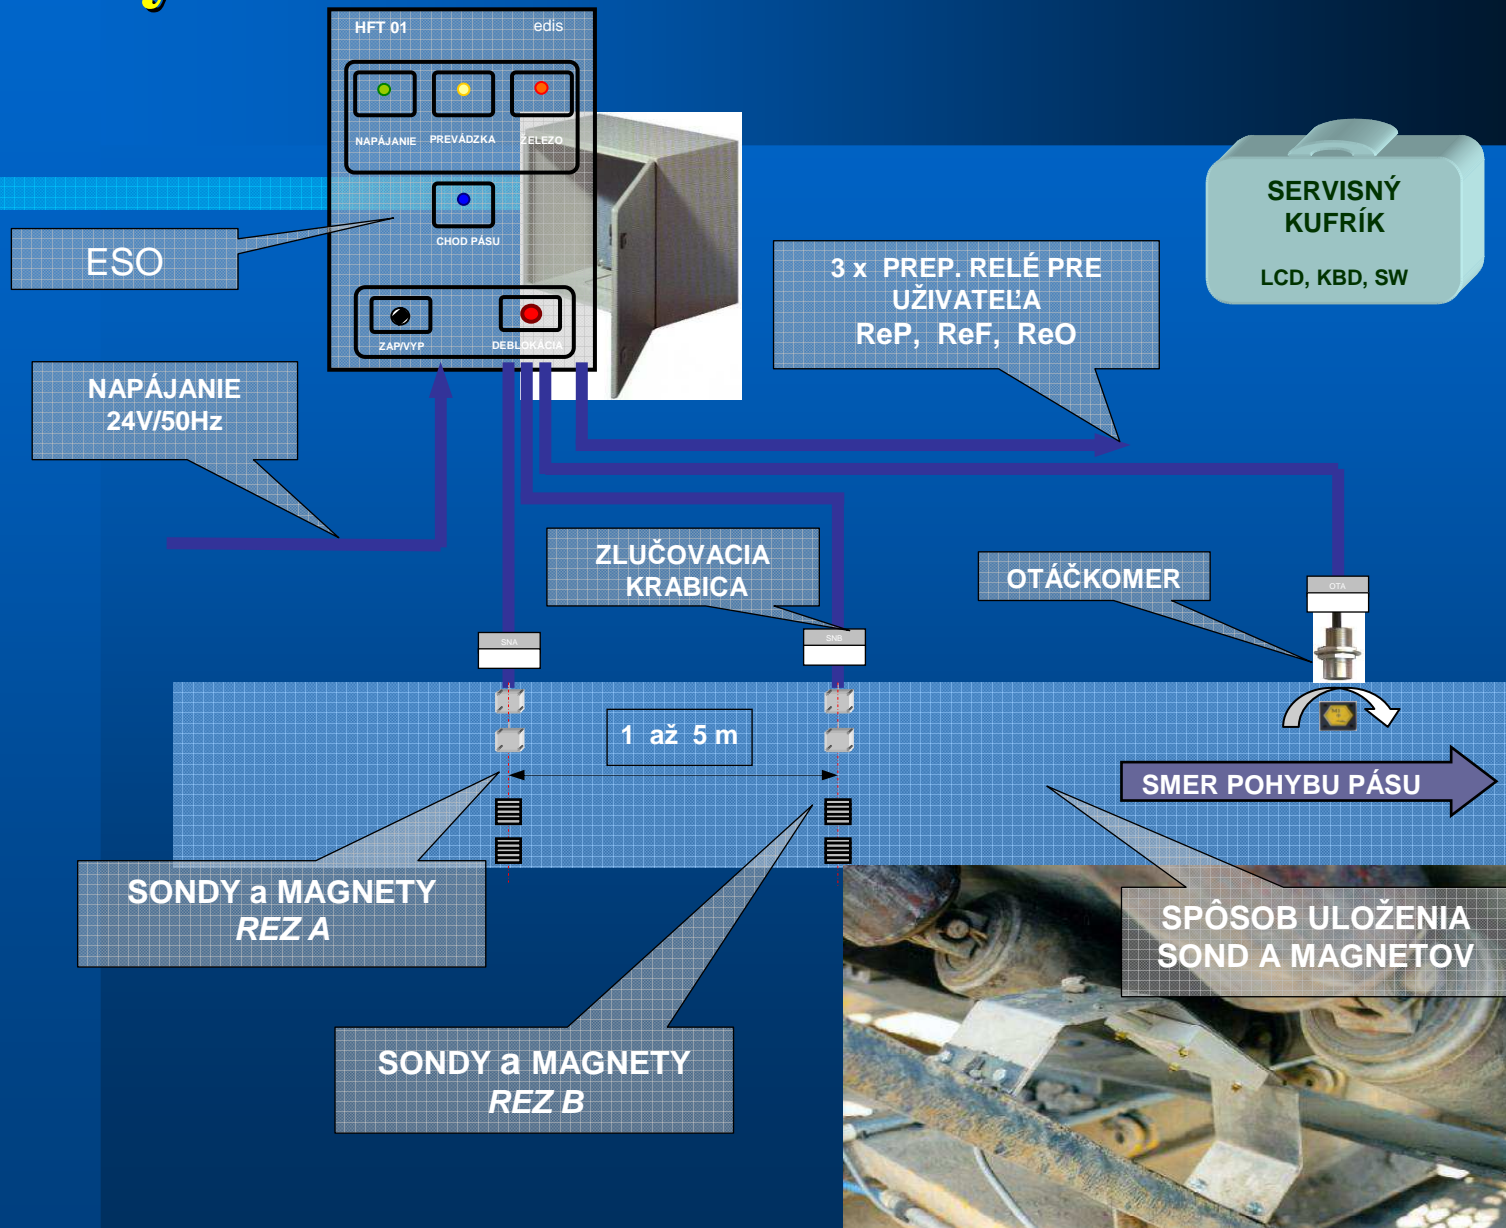 HFT 01
edis
NAPÁJANIE
PREVÁDZKA
ŽELEZO
CHOD PÁSU
ZAP/VYP
DEBLOKÁCIA
ESO
SERVISNÝ
KUFRÍK
LCD, KBD, SW
3 x PREP. RELÉ PRE
UŽIVATEĽA
ReP, ReF, ReO
NAPÁJANIE
24V/50Hz
ZLUČOVACIA
KRABICA
OTÁČKOMER
OTA
SNA
SNB
1 až 5 m
SMER POHYBU PÁSU
SONDY a MAGNETY
REZ A
SPÔSOB ULOŽENIA
SOND A MAGNETOV
SONDY a MAGNETY
REZ B